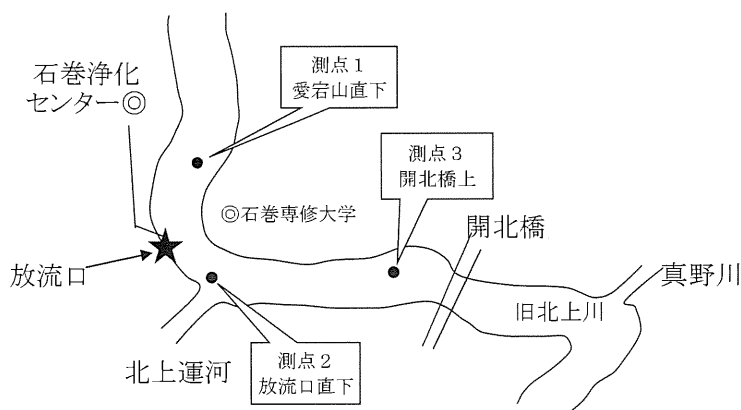 石巻浄化
センター◎
測点1
愛宕山直下
測点3
開北橋上
◎石巻専修大学
開北橋
放流口
真野川
旧北上川
北上運河
測点2
放流口直下